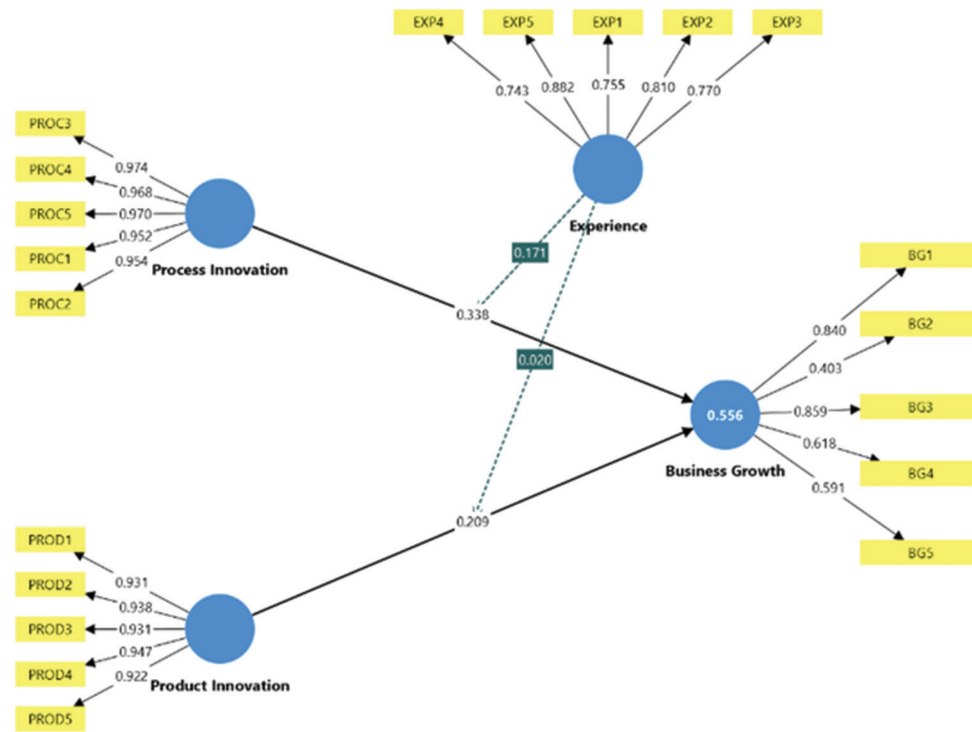 EXP4
EXP5
EXP1
EXP2
EXP3
0.743
0.882
0.755
0.810
0.770
Experience
PROC3
PROC4
PROC5
PROC1
PROC2
0.974
0.968
0.970
0.952
0.954
Process Innovation
0.171
0.338
0.020
0.209
BG1
BG2
BG3
BG4
BG5
0.840
0.403
0.859
0.618
0.591
0.556
Business Growth
PROD1
PROD2
PROD3
PROD4
PROD5
0.931
0.938
0.931
0.947
0.922
Product Innovation